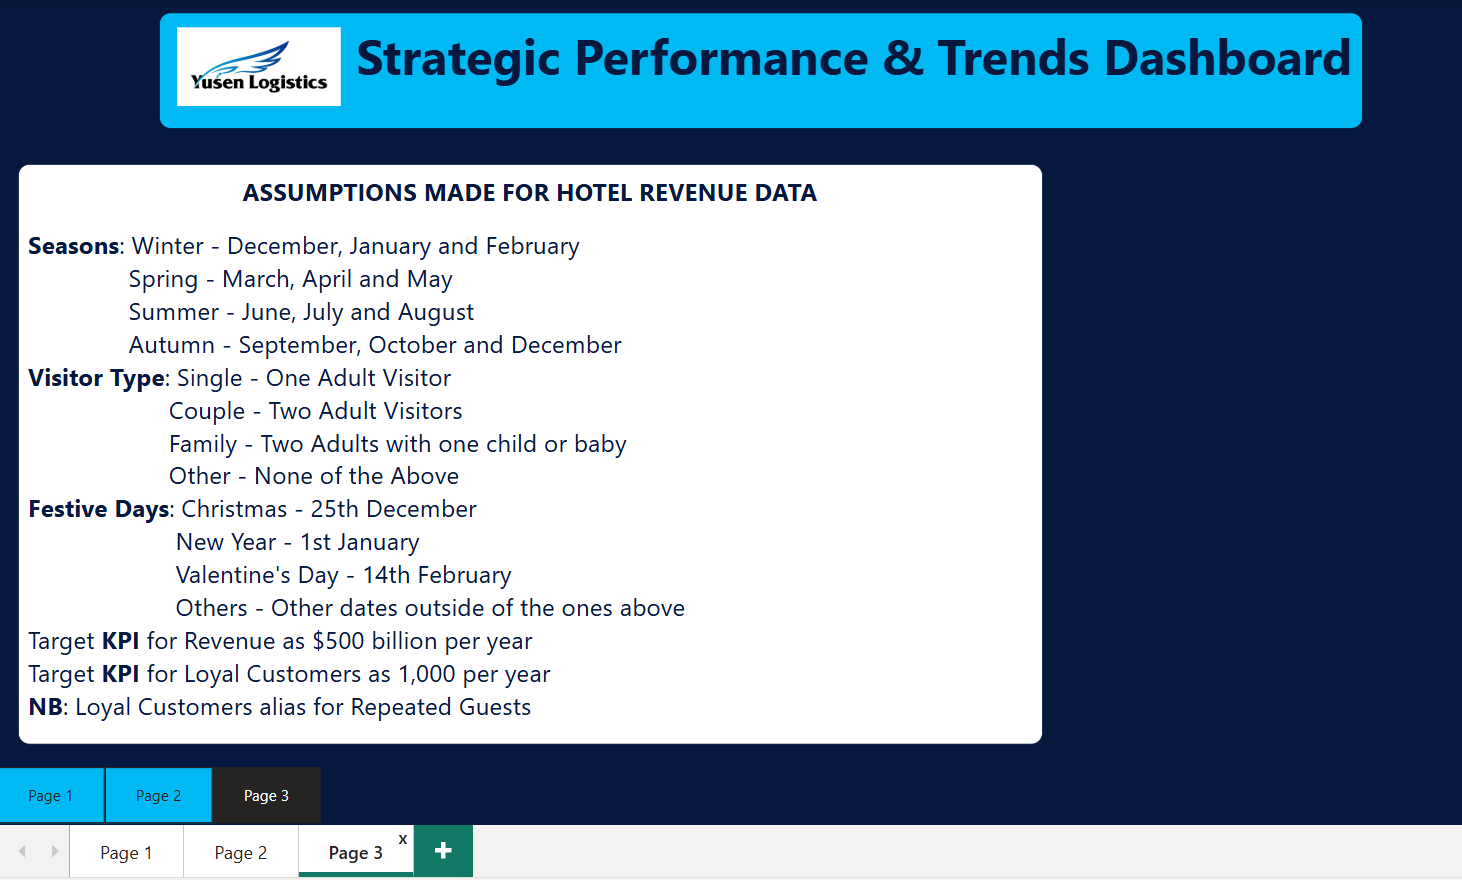 Yusen Logistics
Strategic Performance & Trends Dashboard
ASSUMPTIONS MADE FOR HOTEL REVENUE DATA
Seasons: Winter - December, January and February
Spring - March, April and May
Summer - June, July and August
Autumn - September, October and December
Visitor Type: Single - One Adult Visitor
Couple - Two Adult Visitors
Family - Two Adults with one child or baby
Other - None of the Above
Festive Days: Christmas - 25th December
New Year - 1st January
Valentine's Day - 14th February
Others - Other dates outside of the ones above
Target KPI for Revenue as $500 billion per year
Target KPI for Loyal Customers as 1,000 per year
NB: Loyal Customers alias for Repeated Guests
Page 1 Page 2 Page 3
Page 1 Page 2 Page 3 x +